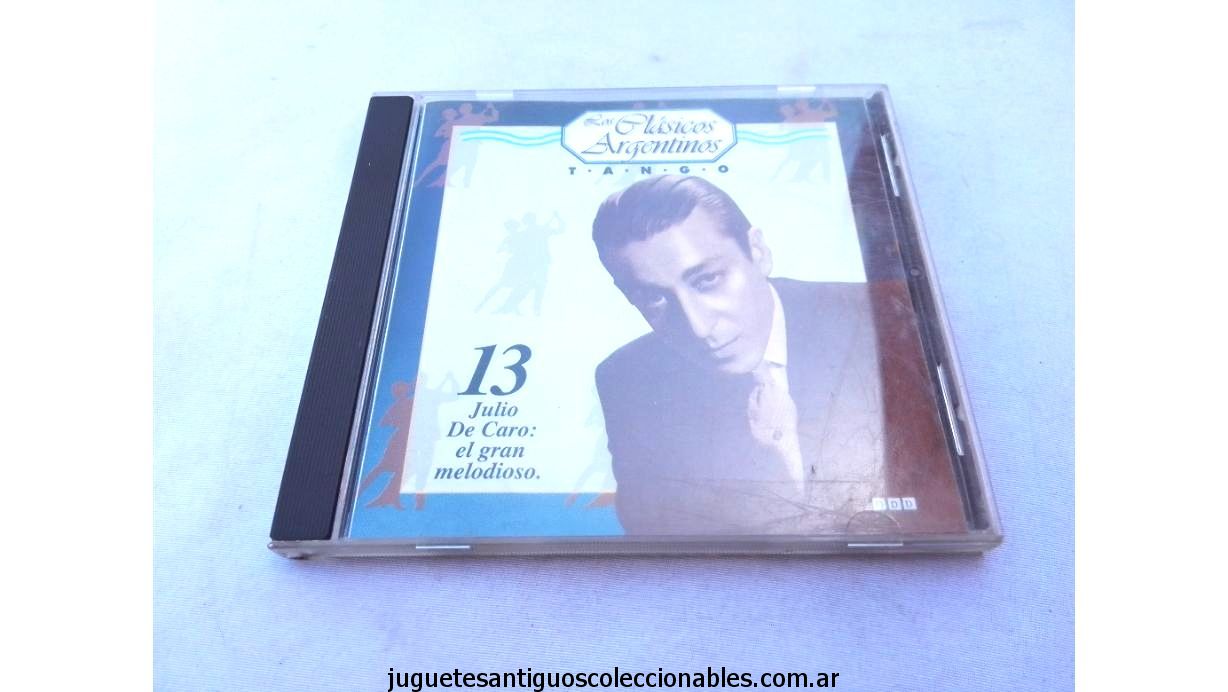 Los Clásicos
Argentinos
T·A·N·G·O
13
Julio
De Caro:
el gran
melodioso.
juguetesantiguoscoleccionables.com.ar